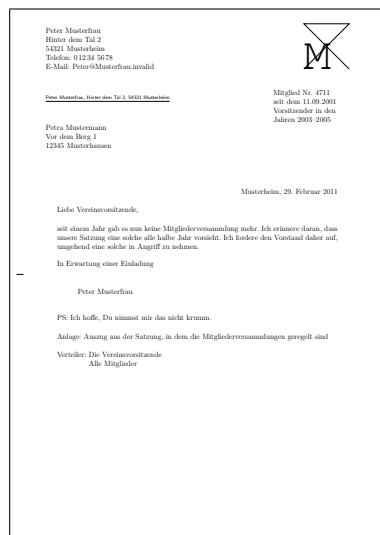 Peter Musterfrau
Hinter dem Tal 2
54321 Musterheim
Telefon: 0 12 34 56 78
E-Mail: Peter@Musterfrau.invalid
M
Peter Musterfrau, Hinter dem Tal 2, 54321 Musterheim
Mitglied Nr. 4711
seit dem 11.09.2001
Vorsitzender in den
Jahren 2003–2005
Petra Mustermann
Vor dem Berg 1
12345 Musterhausen
Musterheim, 29. Februar 2011
Liebe Vereinsvorsitzende,
seit einem Jahr gab es nun keine Mitgliederversammlung mehr. Ich erinnere daran, dass
unsere Satzung eine solche alle halbe Jahr vorsieht. Ich fordere den Vorstand daher auf,
umgehend eine solche in Angriff zu nehmen.
In Erwartung einer Einladung
Peter Musterfrau
PS: Ich hoffe, Du nimmst mir das nicht krumm.
Anlage: Auszug aus der Satzung, in dem die Mitgliederversammlungen geregelt sind
Verteiler: Die Vereinsvorsitzende
Alle Mitglieder